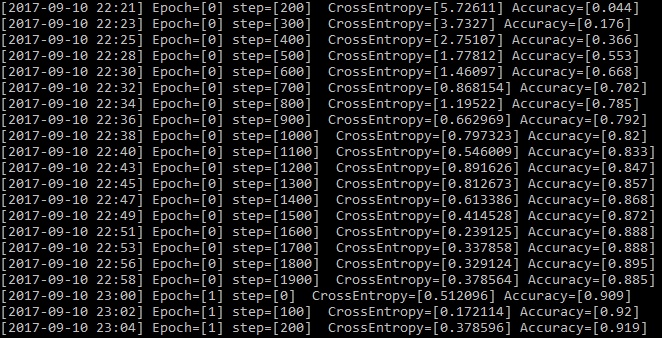 [2017-09-10 22:21] Epoch=[0] step=[200]  CrossEntropy=[5.72611] Accuracy=[0.044]
[2017-09-10 22:23] Epoch=[0] step=[300]  CrossEntropy=[3.7327] Accuracy=[0.176]
[2017-09-10 22:25] Epoch=[0] step=[400]  CrossEntropy=[2.75107] Accuracy=[0.366]
[2017-09-10 22:28] Epoch=[0] step=[500]  CrossEntropy=[1.77812] Accuracy=[0.553]
[2017-09-10 22:30] Epoch=[0] step=[600]  CrossEntropy=[1.46097] Accuracy=[0.668]
[2017-09-10 22:32] Epoch=[0] step=[700]  CrossEntropy=[0.868154] Accuracy=[0.702]
[2017-09-10 22:34] Epoch=[0] step=[800]  CrossEntropy=[1.19522] Accuracy=[0.785]
[2017-09-10 22:36] Epoch=[0] step=[900]  CrossEntropy=[0.662969] Accuracy=[0.792]
[2017-09-10 22:38] Epoch=[0] step=[1000]  CrossEntropy=[0.797323] Accuracy=[0.82]
[2017-09-10 22:40] Epoch=[0] step=[1100]  CrossEntropy=[0.546009] Accuracy=[0.833]
[2017-09-10 22:43] Epoch=[0] step=[1200]  CrossEntropy=[0.891626] Accuracy=[0.847]
[2017-09-10 22:45] Epoch=[0] step=[1300]  CrossEntropy=[0.812673] Accuracy=[0.857]
[2017-09-10 22:47] Epoch=[0] step=[1400]  CrossEntropy=[0.613386] Accuracy=[0.868]
[2017-09-10 22:49] Epoch=[0] step=[1500]  CrossEntropy=[0.414528] Accuracy=[0.872]
[2017-09-10 22:51] Epoch=[0] step=[1600]  CrossEntropy=[0.239125] Accuracy=[0.888]
[2017-09-10 22:53] Epoch=[0] step=[1700]  CrossEntropy=[0.337858] Accuracy=[0.888]
[2017-09-10 22:56] Epoch=[0] step=[1800]  CrossEntropy=[0.329124] Accuracy=[0.895]
[2017-09-10 22:58] Epoch=[0] step=[1900]  CrossEntropy=[0.378564] Accuracy=[0.885]
[2017-09-10 23:00] Epoch=[1] step=[0]  CrossEntropy=[0.512096] Accuracy=[0.909]
[2017-09-10 23:02] Epoch=[1] step=[100]  CrossEntropy=[0.172114] Accuracy=[0.92]
[2017-09-10 23:04] Epoch=[1] step=[200]  CrossEntropy=[0.378596] Accuracy=[0.919]